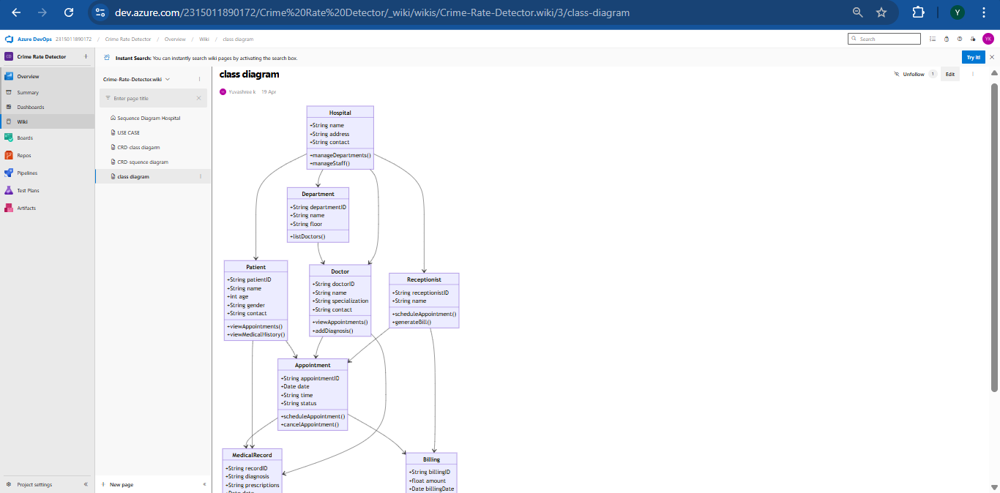 dev.azure.com/2315011890172/Crime%20Rate%20Detector/_wiki/wikis/Crime-Rate-Detector.wiki/3/class-diagram
Y
Azure DevOps 2315011890172 / Crime Rate Detector / Overview / Wiki / class diagram
Search
YK
CD Crime Rate Detector +
Instant Search: You can instantly search wiki pages by activating the search box.
Try it!
Overview
Summary
Dashboards
Wiki
Boards
Repos
Pipelines
Test Plans
Artifacts
Project settings
Crime-Rate-Detector.wiki
Enter page title
Sequence Diagram Hospital
USE CASE
CRD-class diagarm
CRD-squence diagram
class diagram
+ New page
class diagram
Unfollow 1
Edit
Yuvashree k 19 Apr
Hospital
+String name
+String address
+String contact
+manageDepartments()
+manageStaff()
Department
+String departmentID
+String name
+String floor
+listDoctors()
Patient
+String patientID
+String name
+int age
+String gender
+String contact
+viewAppointments()
+viewMedicalHistory()
Doctor
+String doctorID
+String name
+String specialization
+String contact
+viewAppointments()
+addDiagnosis()
Receptionist
+String receptionistID
+String name
+scheduleAppointment()
+generateBill()
Appointment
+String appointmentID
+Date date
+String time
+String status
+scheduleAppointment()
+cancelAppointment()
MedicalRecord
+String recordID
+String diagnosis
+String prescriptions
+Date date
Billing
+String billingID
+float amount
+Date billingDate